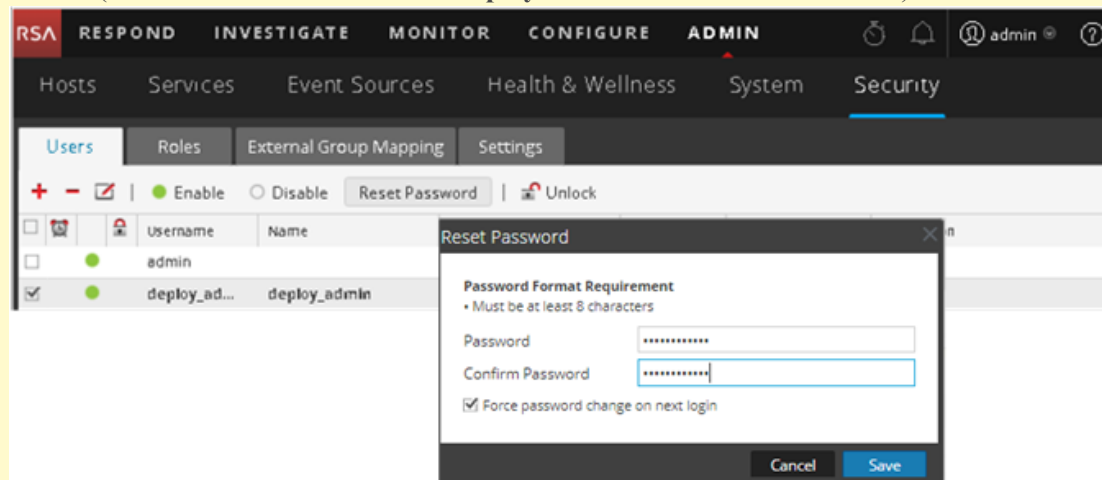 RSA RESPOND INVESTIGATE MONITOR CONFIGURE ADMIN admin
Hosts Services Event Sources Health & Wellness System Security
Users Roles External Group Mapping Settings
Enable Disable Reset Password Unlock
Username Name
admin
deploy_ad... deploy_admin
Reset Password
Password Format Requirement
• Must be at least 8 characters
Password ••••••••••••
Confirm Password ••••••••••••
Force password change on next login
Cancel Save